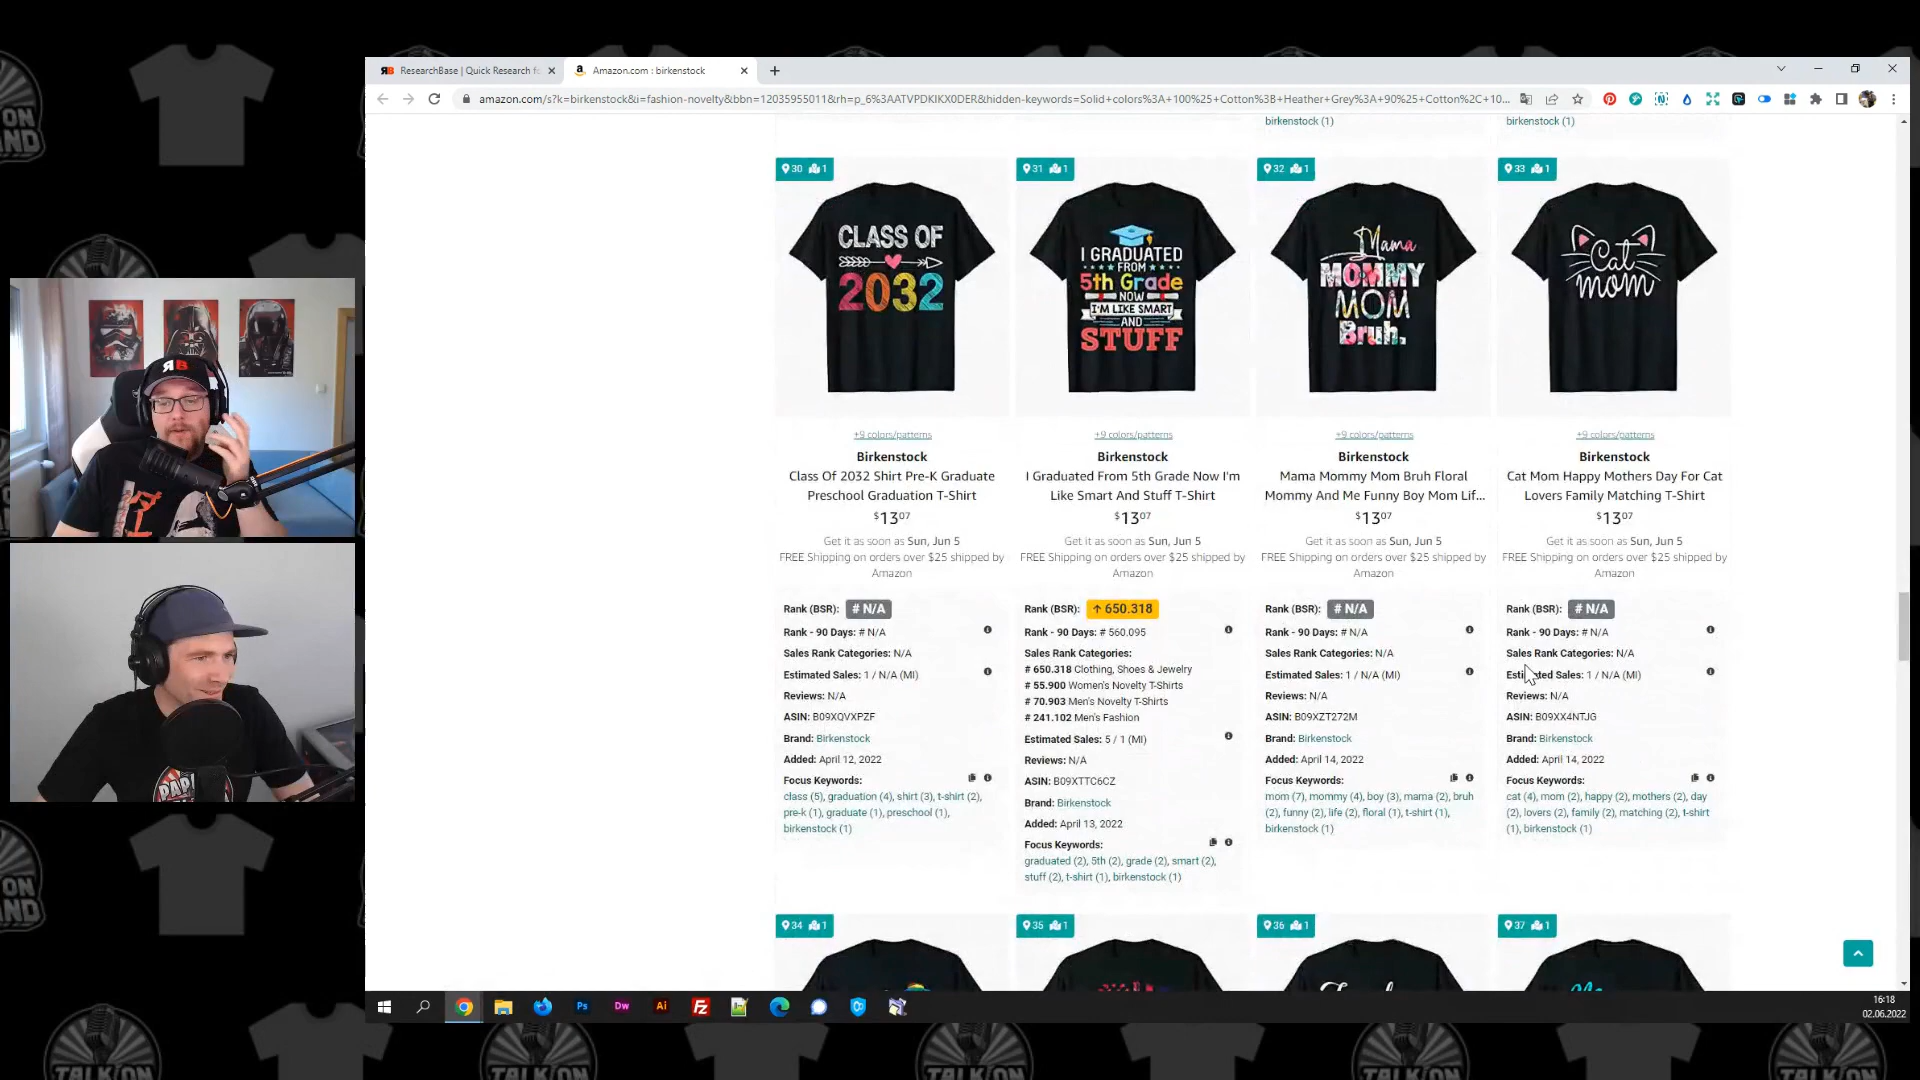 ResearchBase | Quick Research fo
Amazon.com : birkenstock
amazon.com/s?k=birkenstock&i=fashion-novelty&bbn=12035955011&rh=p_6%3AATVPDKIKX0DER&hidden-keywords=Solid+colors%3A+100%25+Cotton%3B+Heather+Grey%3A+90%25+Cotton%2C+10...
birkenstock (1)
birkenstock (1)
30 1
31 1
32 1
33 1
CLASS OF
2032
I GRADUATED
FROM
5th Grade
NOW
I'M LIKE SMART
AND
STUFF
Mama
MOMMY
MOM
Bruh.
Cat
mom
+9 colors/patterns
+9 colors/patterns
+9 colors/patterns
+9 colors/patterns
Birkenstock
Class Of 2032 Shirt Pre-K Graduate
Preschool Graduation T-Shirt
$13 07
Get it as soon as Sun, Jun 5
FREE Shipping on orders over $25 shipped by
Amazon
Birkenstock
I Graduated From 5th Grade Now I'm
Like Smart And Stuff T-Shirt
$13 07
Get it as soon as Sun, Jun 5
FREE Shipping on orders over $25 shipped by
Amazon
Birkenstock
Mama Mommy Mom Bruh Floral
Mommy And Me Funny Boy Mom Lif...
$13 07
Get it as soon as Sun, Jun 5
FREE Shipping on orders over $25 shipped by
Amazon
Birkenstock
Cat Mom Happy Mothers Day For Cat
Lovers Family Matching T-Shirt
$13 07
Get it as soon as Sun, Jun 5
FREE Shipping on orders over $25 shipped by
Amazon
Rank (BSR): # N/A
Rank - 90 Days: # N/A
Sales Rank Categories: N/A
Estimated Sales: 1 / N/A (MI)
Reviews: N/A
ASIN: B09XQVXPZF
Brand: Birkenstock
Added: April 12, 2022
Focus Keywords:
class (5), graduation (4), shirt (3), t-shirt (2),
pre-k (1), graduate (1), preschool (1),
birkenstock (1)
Rank (BSR): ↑ 650.318
Rank - 90 Days: # 560.095
Sales Rank Categories:
# 650.318 Clothing, Shoes & Jewelry
# 55.900 Women's Novelty T-Shirts
# 70.903 Men's Novelty T-Shirts
# 241.102 Men's Fashion
Estimated Sales: 5 / 1 (MI)
Reviews: N/A
ASIN: B09XTTC6CZ
Brand: Birkenstock
Added: April 13, 2022
Focus Keywords:
graduated (2), 5th (2), grade (2), smart (2),
stuff (2), t-shirt (1), birkenstock (1)
Rank (BSR): # N/A
Rank - 90 Days: # N/A
Sales Rank Categories: N/A
Estimated Sales: 1 / N/A (MI)
Reviews: N/A
ASIN: B09XZT272M
Brand: Birkenstock
Added: April 14, 2022
Focus Keywords:
mom (7), mommy (4), boy (3), mama (2), bruh
(2), funny (2), life (2), floral (1), t-shirt (1),
birkenstock (1)
Rank (BSR): # N/A
Rank - 90 Days: # N/A
Sales Rank Categories: N/A
Estimated Sales: 1 / N/A (MI)
Reviews: N/A
ASIN: B09XX4NTJG
Brand: Birkenstock
Added: April 14, 2022
Focus Keywords:
cat (4), mom (2), happy (2), mothers (2), day
(2), lovers (2), family (2), matching (2), t-shirt
(1), birkenstock (1)
34 1
35 1
36 1
37 1
Ps
Dw
Ai
Fz
16:18
02.06.2022
RB
TALK ON
TALK ON